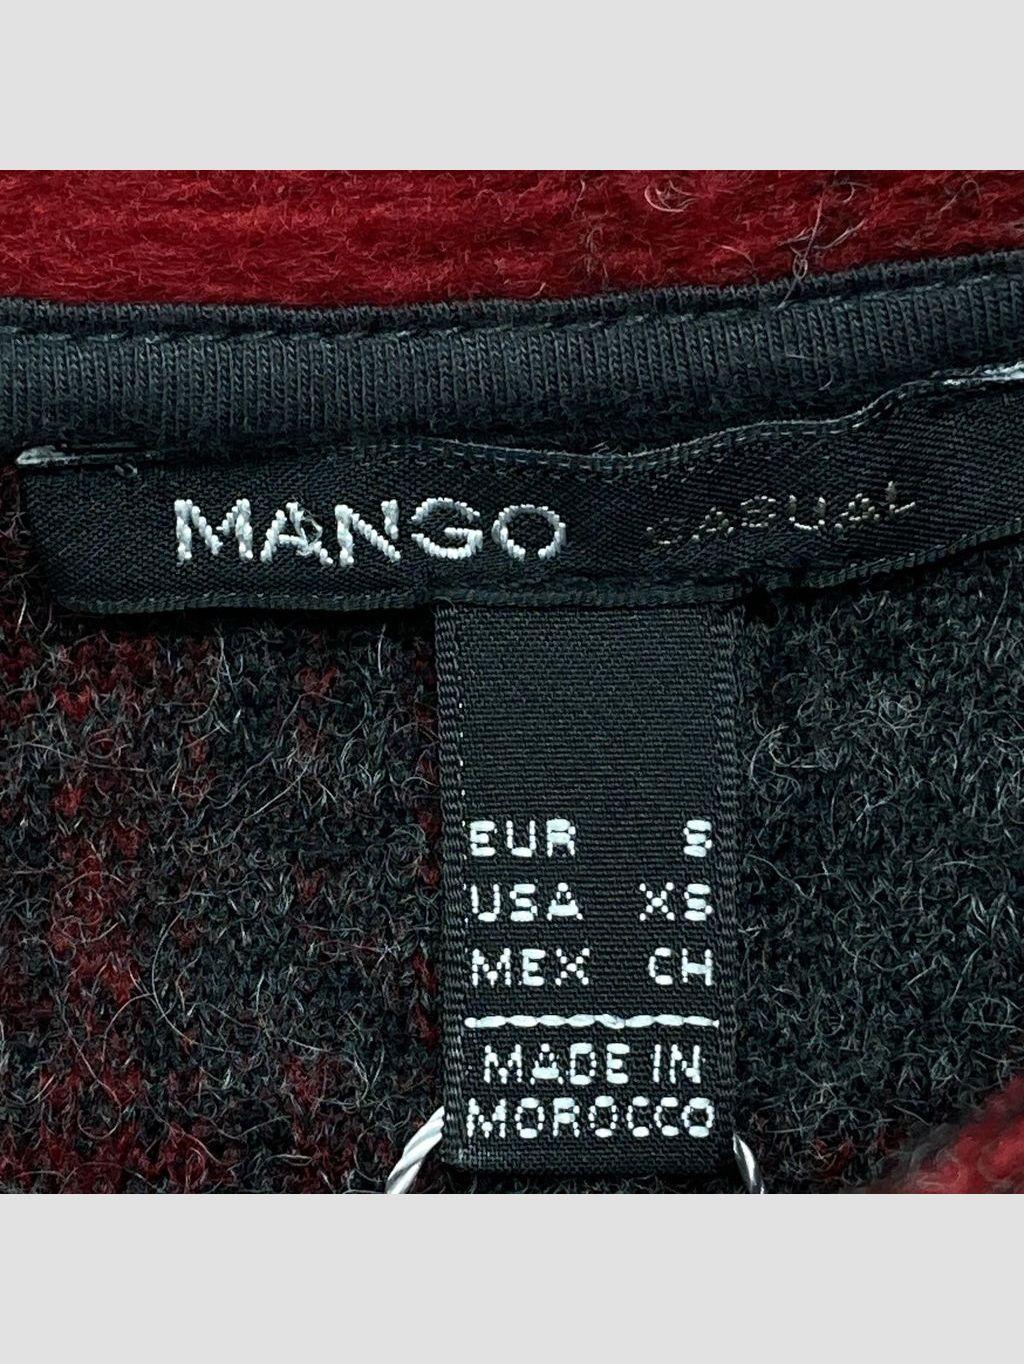 MANGO CASUAL
EUR S
USA XS
MEX CH
MADE IN
MOROCCO